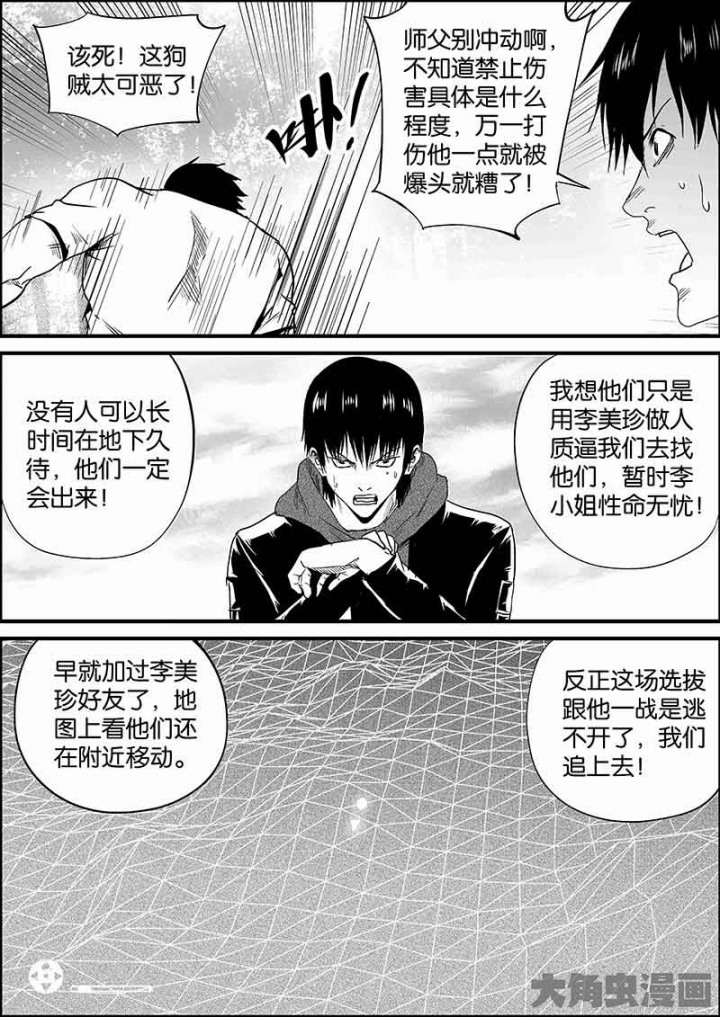 该死！这狗
贼太可恶了！
师父别冲动啊，
不知道禁止伤
害具体是什么
程度，万一打
伤他一点就被
爆头就糟了！
没有人可以长
时间在地下久
待，他们一定
会出来！
我想他们只是
用李美珍做人
质逼我们去找
他们，暂时李
小姐性命无忧！
早就加过李美
珍好友了，地
图上看他们还
在附近移动。
反正这场选拔
跟他一战是逃
不开了，我们
追上去！
大角虫漫画